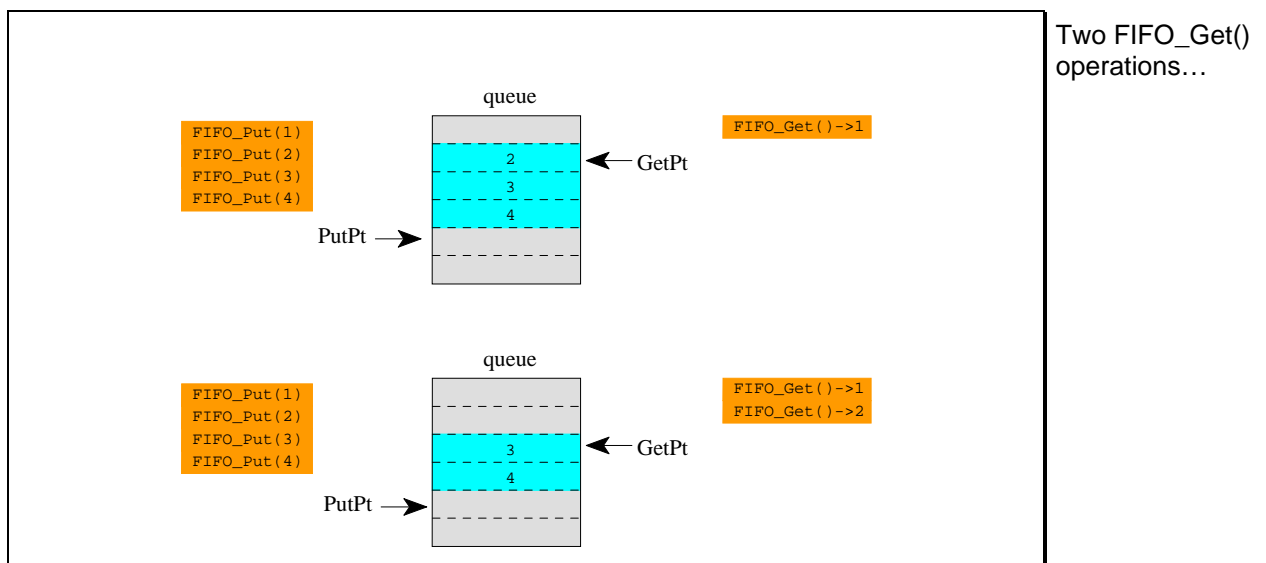 Two FIFO_Get()
operations…
queue
FIFO_Put(1)
FIFO_Put(2)
FIFO_Put(3)
FIFO_Put(4)
FIFO_Get()->1
2
GetPt
3
4
PutPt
queue
FIFO_Put(1)
FIFO_Put(2)
FIFO_Put(3)
FIFO_Put(4)
FIFO_Get()->1
FIFO_Get()->2
3
GetPt
4
PutPt